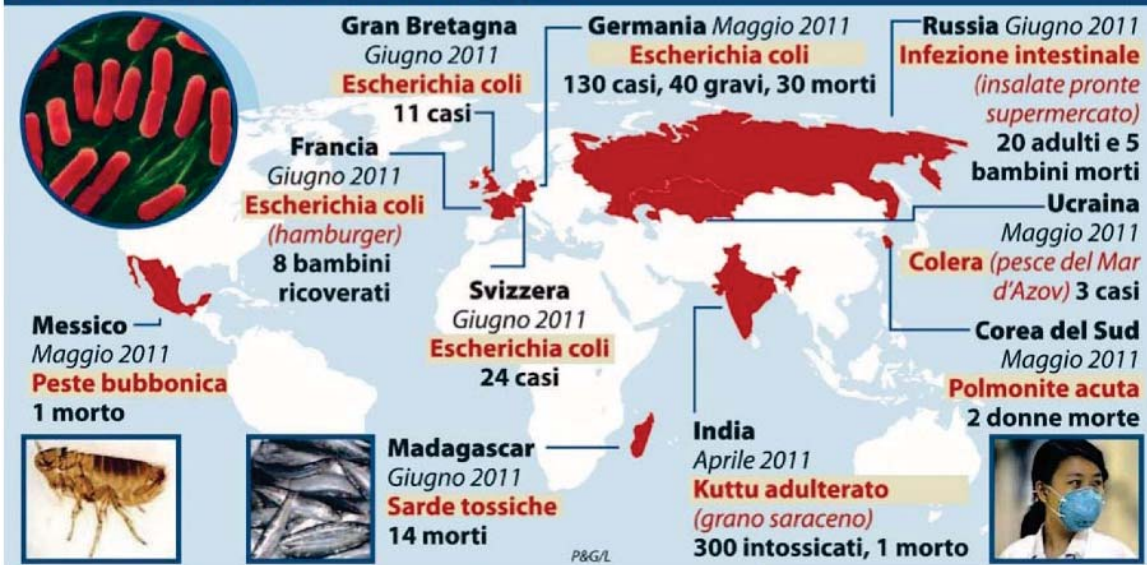 Gran Bretagna
Giugno 2011
Escherichia coli
11 casi
Germania Maggio 2011
Escherichia coli
130 casi, 40 gravi, 30 morti
Russia Giugno 2011
Infezione intestinale
(insalate pronte
supermercato)
20 adulti e 5
bambini morti
Francia
Giugno 2011
Escherichia coli
(hamburger)
8 bambini
ricoverati
Ucraina
Maggio 2011
Colera (pesce del Mar
d'Azov) 3 casi
Svizzera
Giugno 2011
Escherichia coli
24 casi
Messico
Maggio 2011
Peste bubbonica
1 morto
Corea del Sud
Maggio 2011
Polmonite acuta
2 donne morte
Madagascar
Giugno 2011
Sarde tossiche
14 morti
India
Aprile 2011
Kuttu adulterato
(grano saraceno)
300 intossicati, 1 morto
P&G/L